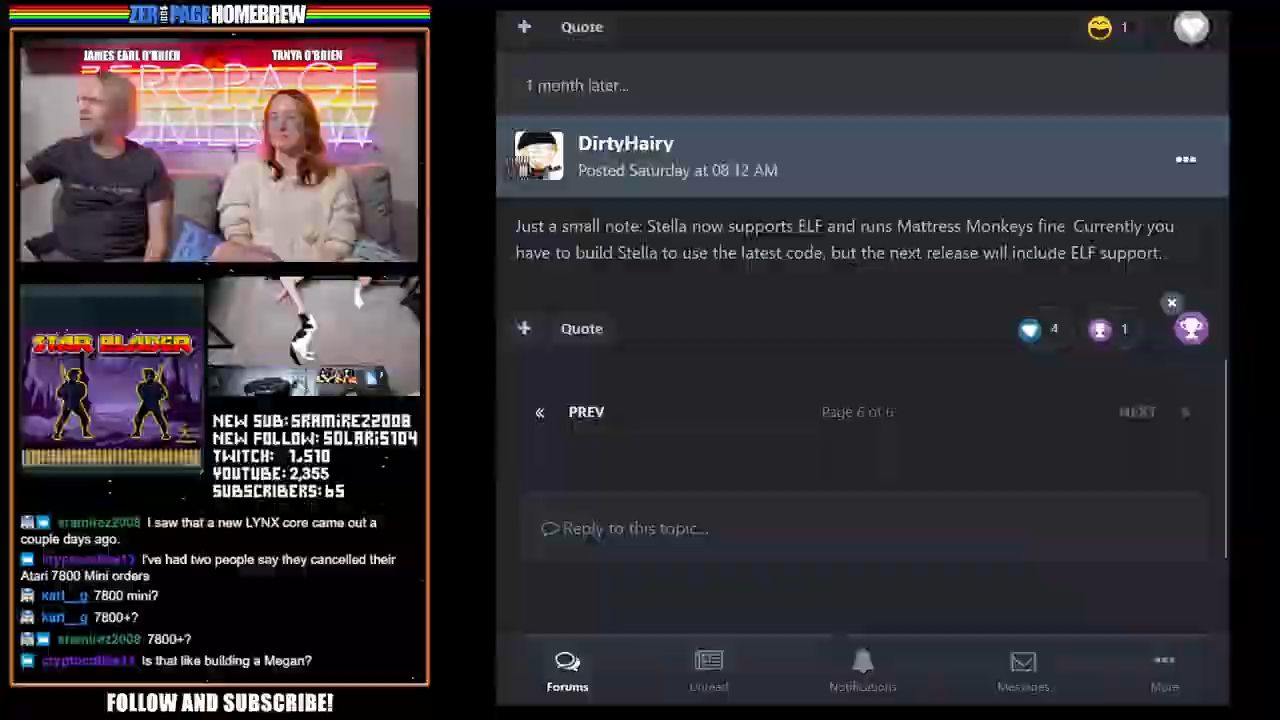 ZEROPAGEHOMEBREW
JAMES EARL O'BRIEN
TANYA O'BRIEN
STAR BLADER
ATARI
LYNX
NEW SUB: SRAMIREZ2008
NEW FOLLOW: SOLARIS104
TWITCH: 1,510
YOUTUBE: 2,355
SUBSCRIBERS: 65
sramirez2008 I saw that a new LYNX core came out a
couple days ago.
I've had two people say they cancelled their
Atari 7800 Mini orders
karl__g 7800 mini?
karl__g 7800+?
sramirez2008 7800+?
Is that like building a Megan?
FOLLOW AND SUBSCRIBE!
+ Quote
1
1 month later...
DirtyHairy
Posted Saturday at 08:12 AM
Just a small note: Stella now supports ELF and runs Mattress Monkeys fine. Currently you
have to build Stella to use the latest code, but the next release will include ELF support.
+ Quote
4
1
« PREV
Page 6 of 6
NEXT »
Reply to this topic...
Forums
Unread
Notifications
Messages
More